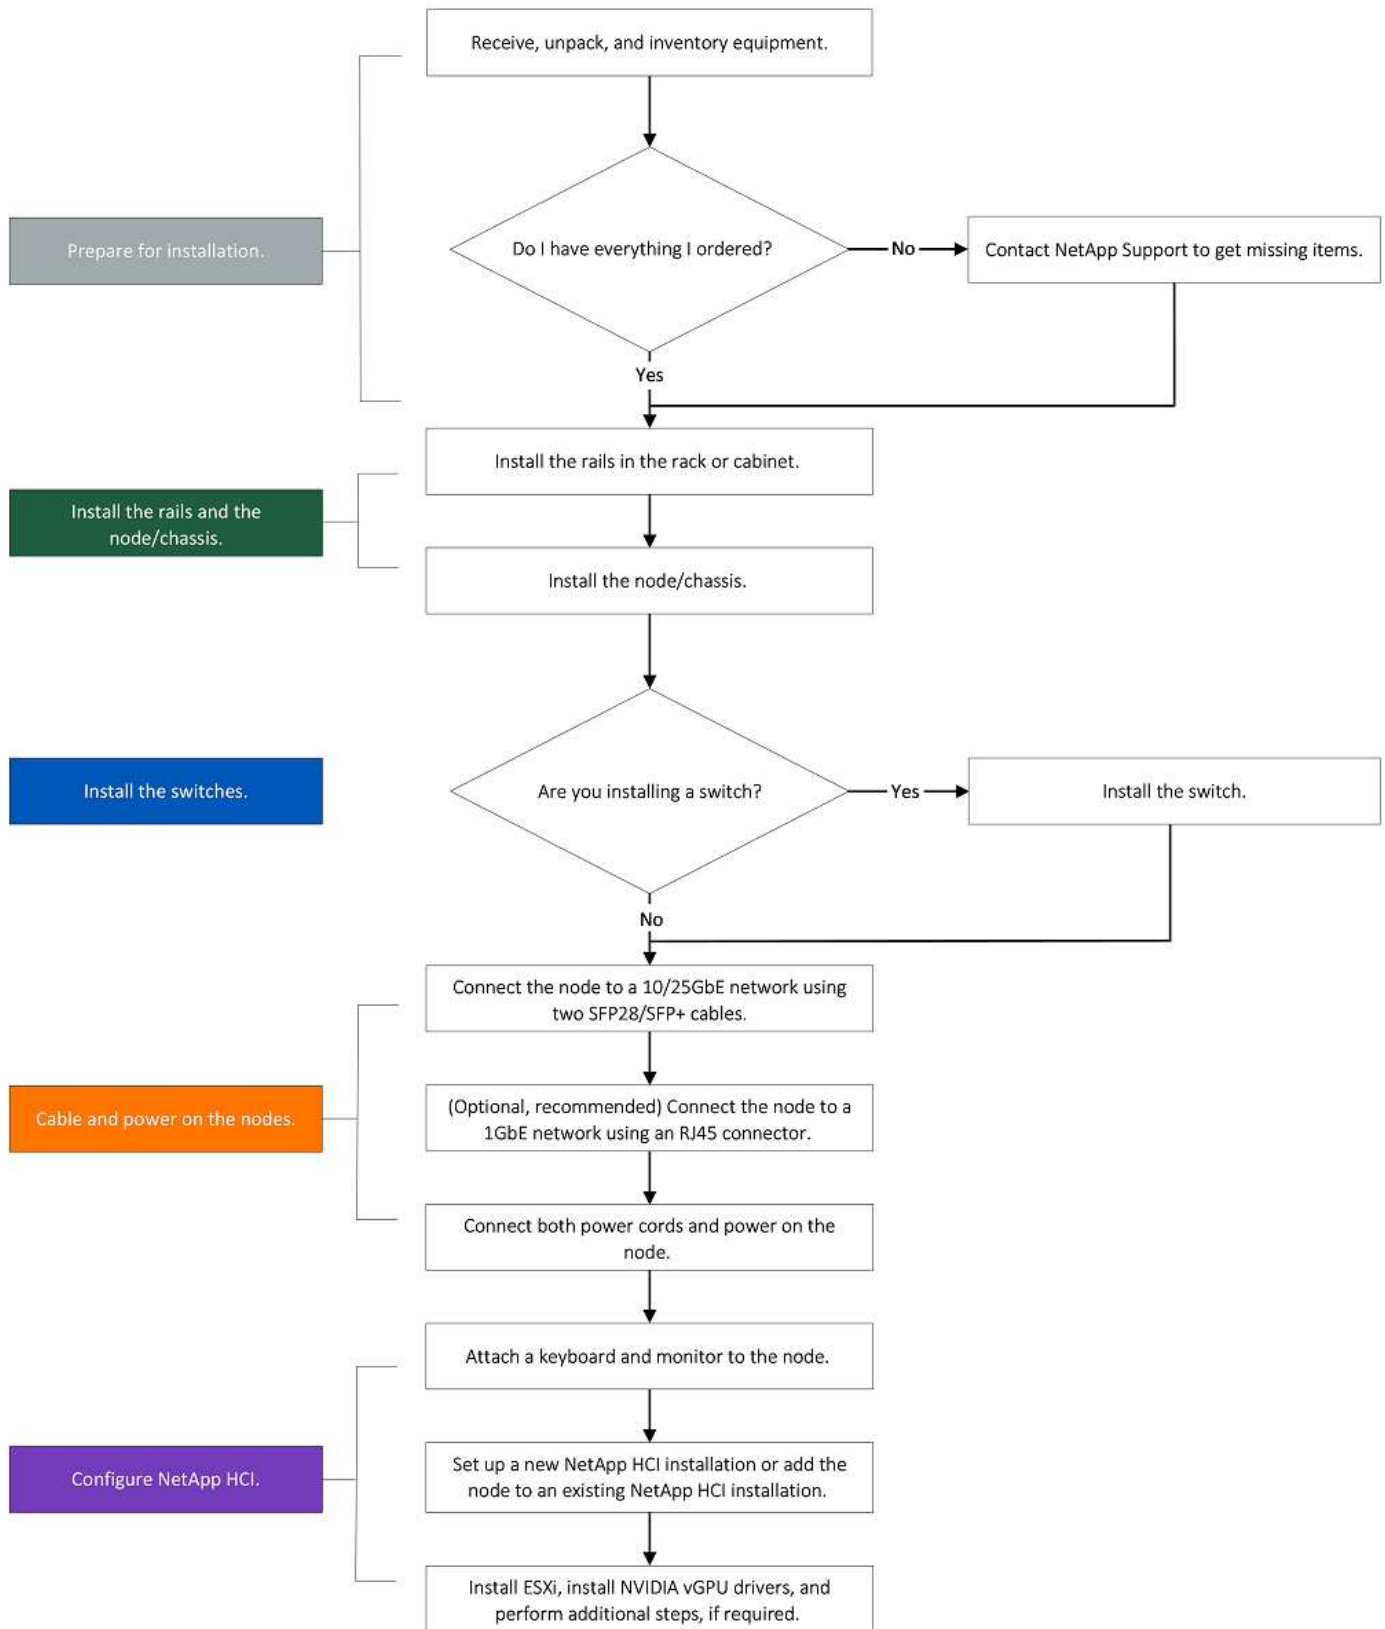 Receive, unpack, and inventory equipment.
Prepare for installation.
Do I have everything I ordered?
No
Contact NetApp Support to get missing items.
Yes
Install the rails in the rack or cabinet.
Install the rails and the
node/chassis.
Install the node/chassis.
Install the switches.
Are you installing a switch?
Yes
Install the switch.
No
Connect the node to a 10/25GbE network using
two SFP28/SFP+ cables.
Cable and power on the nodes.
(Optional, recommended) Connect the node to a
1GbE network using an RJ45 connector.
Connect both power cords and power on the
node.
Attach a keyboard and monitor to the node.
Configure NetApp HCI.
Set up a new NetApp HCI installation or add the
node to an existing NetApp HCI installation.
Install ESXi, install NVIDIA vGPU drivers, and
perform additional steps, if required.